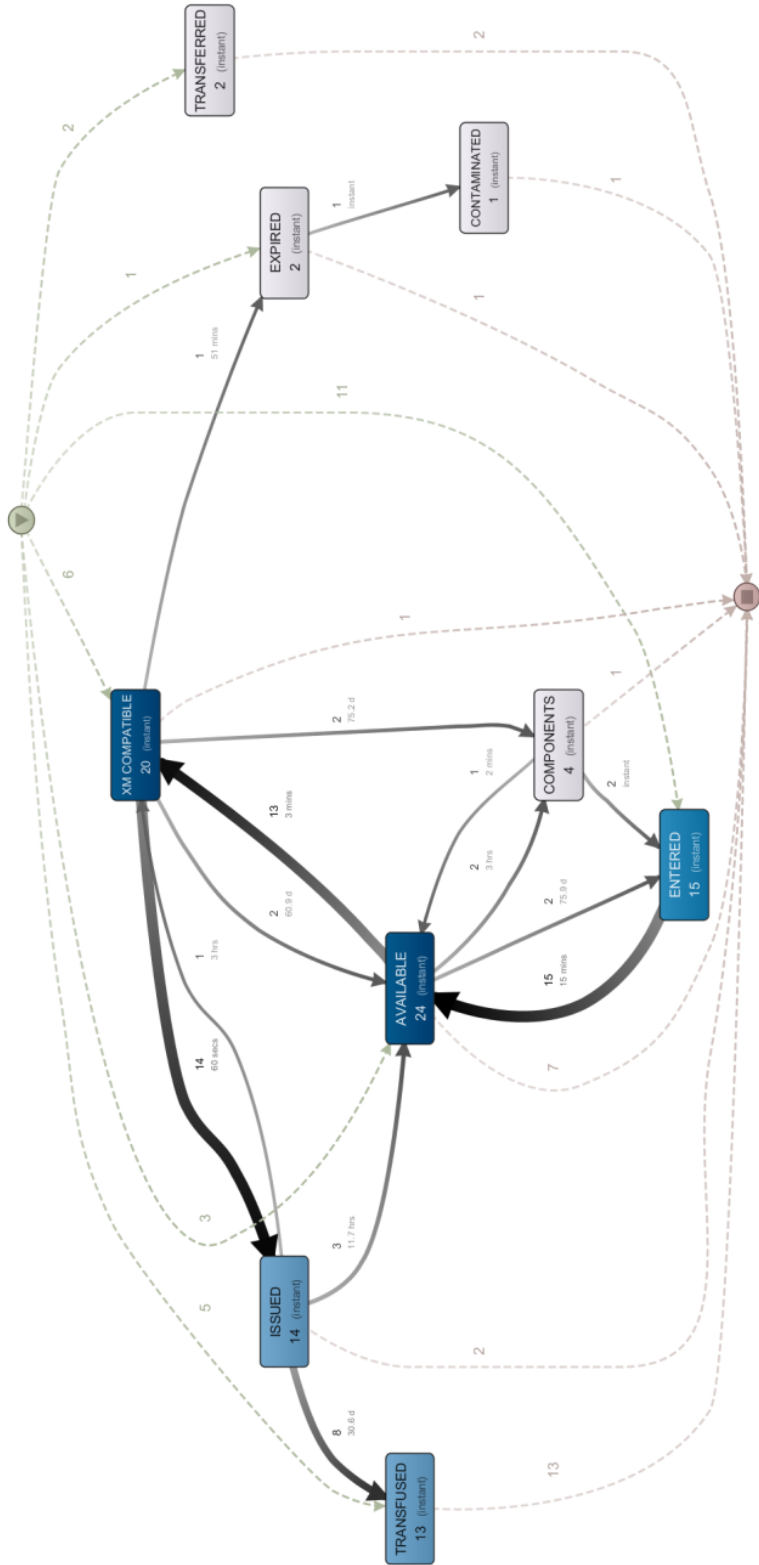 TRANSFERRED
2 (instant)
2
2
EXPIRED
2 (instant)
1
CONTAMINATED
1 (instant)
1
instant
1
1
1
51 mins
11
6
XM COMPATIBLE
20 (instant)
1
2
75.2 d
COMPONENTS
4 (instant)
1
13
3 mins
1
2 mins
2
instant
2
60.9 d
2
3 hrs
ENTERED
15 (instant)
2
75.9 d
AVAILABLE
24 (instant)
15
15 mins
7
1
3 hrs
14
60 secs
3
3
11.7 hrs
ISSUED
14 (instant)
2
5
8
30.6 d
TRANSFUSED
13 (instant)
13